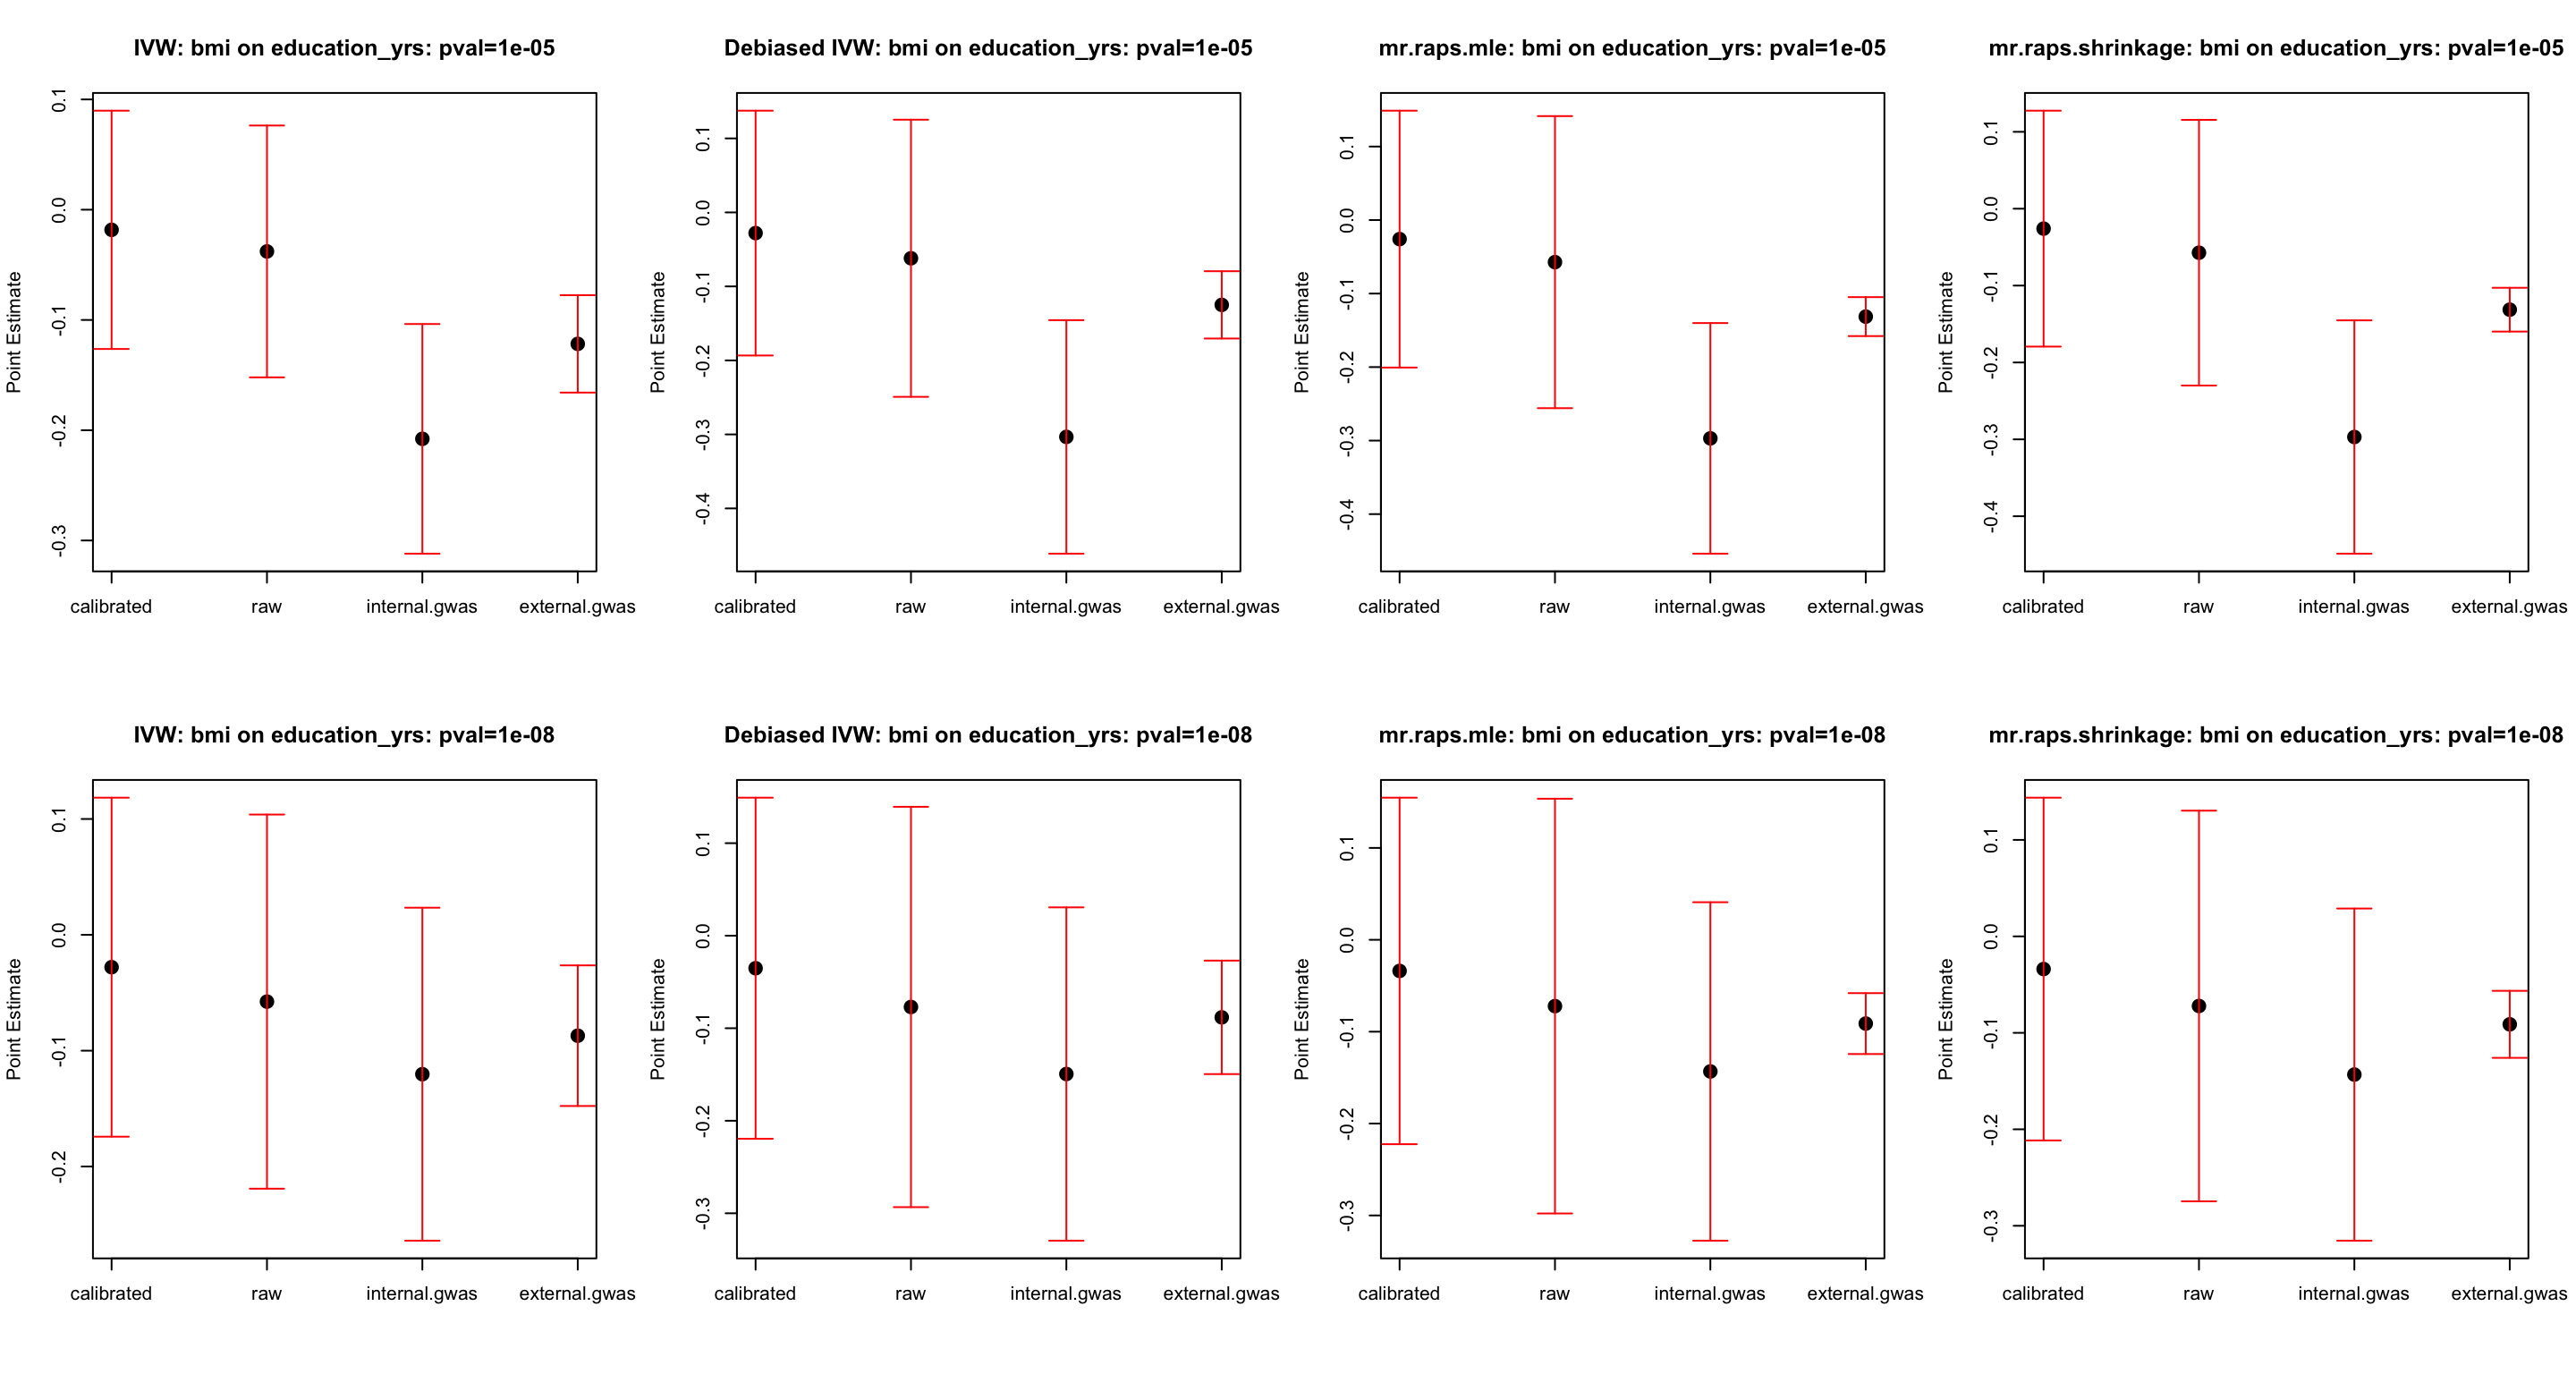 IVW: bmi on education_yrs: pval=1e-05
Point Estimate
0.1
0.0
-0.1
-0.2
-0.3
calibrated raw internal.gwas external.gwas
Debiased IVW: bmi on education_yrs: pval=1e-05
Point Estimate
0.1
0.0
-0.1
-0.2
-0.3
-0.4
calibrated raw internal.gwas external.gwas
mr.raps.mle: bmi on education_yrs: pval=1e-05
Point Estimate
0.1
0.0
-0.1
-0.2
-0.3
-0.4
calibrated raw internal.gwas external.gwas
mr.raps.shrinkage: bmi on education_yrs: pval=1e-05
Point Estimate
0.1
0.0
-0.1
-0.2
-0.3
-0.4
calibrated raw internal.gwas external.gwas
IVW: bmi on education_yrs: pval=1e-08
Point Estimate
0.1
0.0
-0.1
-0.2
calibrated raw internal.gwas external.gwas
Debiased IVW: bmi on education_yrs: pval=1e-08
Point Estimate
0.1
0.0
-0.1
-0.2
-0.3
calibrated raw internal.gwas external.gwas
mr.raps.mle: bmi on education_yrs: pval=1e-08
Point Estimate
0.1
0.0
-0.1
-0.2
-0.3
calibrated raw internal.gwas external.gwas
mr.raps.shrinkage: bmi on education_yrs: pval=1e-08
Point Estimate
0.1
0.0
-0.1
-0.2
-0.3
calibrated raw internal.gwas external.gwas